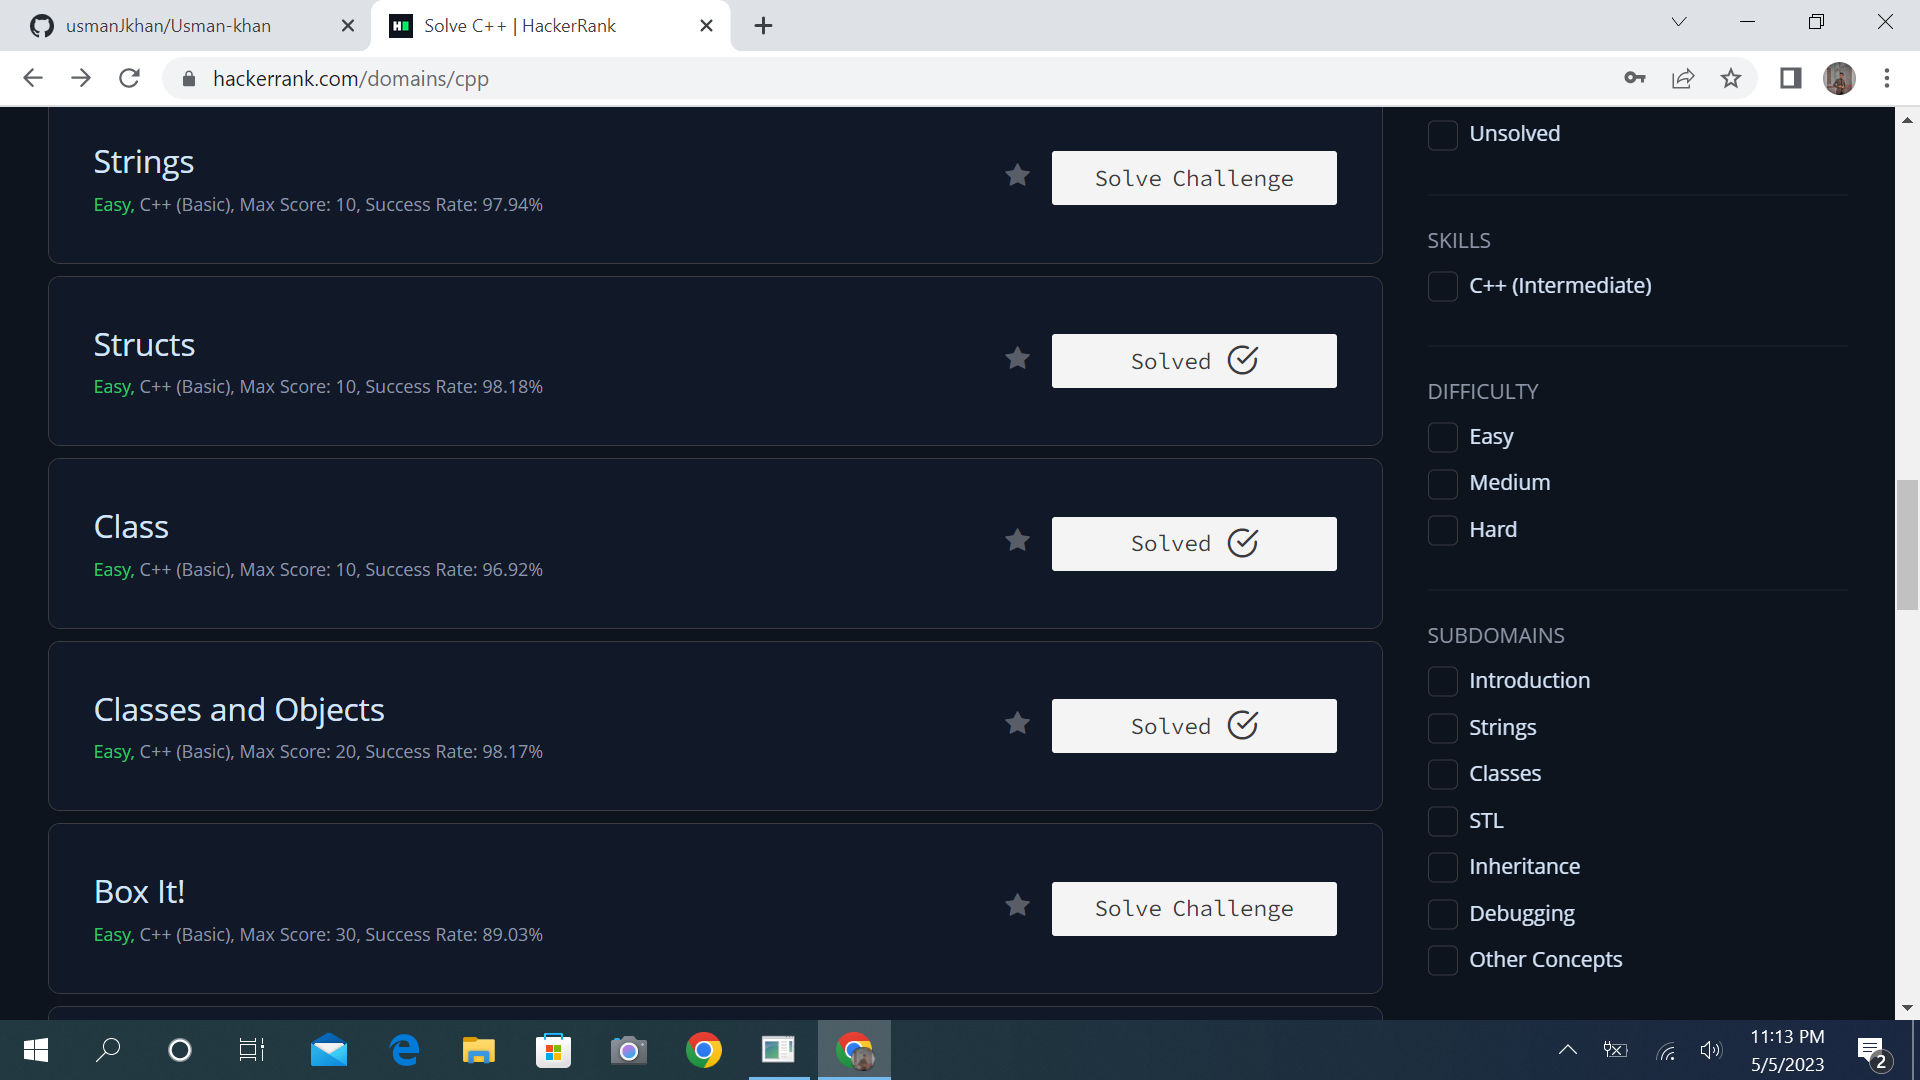 usmanJkhan/Usman-khan
Solve C++ | HackerRank
hackerrank.com/domains/cpp
Strings
Easy, C++ (Basic), Max Score: 10, Success Rate: 97.94%
Solve Challenge
Structs
Easy, C++ (Basic), Max Score: 10, Success Rate: 98.18%
Solved
Class
Easy, C++ (Basic), Max Score: 10, Success Rate: 96.92%
Solved
Classes and Objects
Easy, C++ (Basic), Max Score: 20, Success Rate: 98.17%
Solved
Box It!
Easy, C++ (Basic), Max Score: 30, Success Rate: 89.03%
Solve Challenge
Unsolved
SKILLS
C++ (Intermediate)
DIFFICULTY
Easy
Medium
Hard
SUBDOMAINS
Introduction
Strings
Classes
STL
Inheritance
Debugging
Other Concepts
11:13 PM
5/5/2023
2